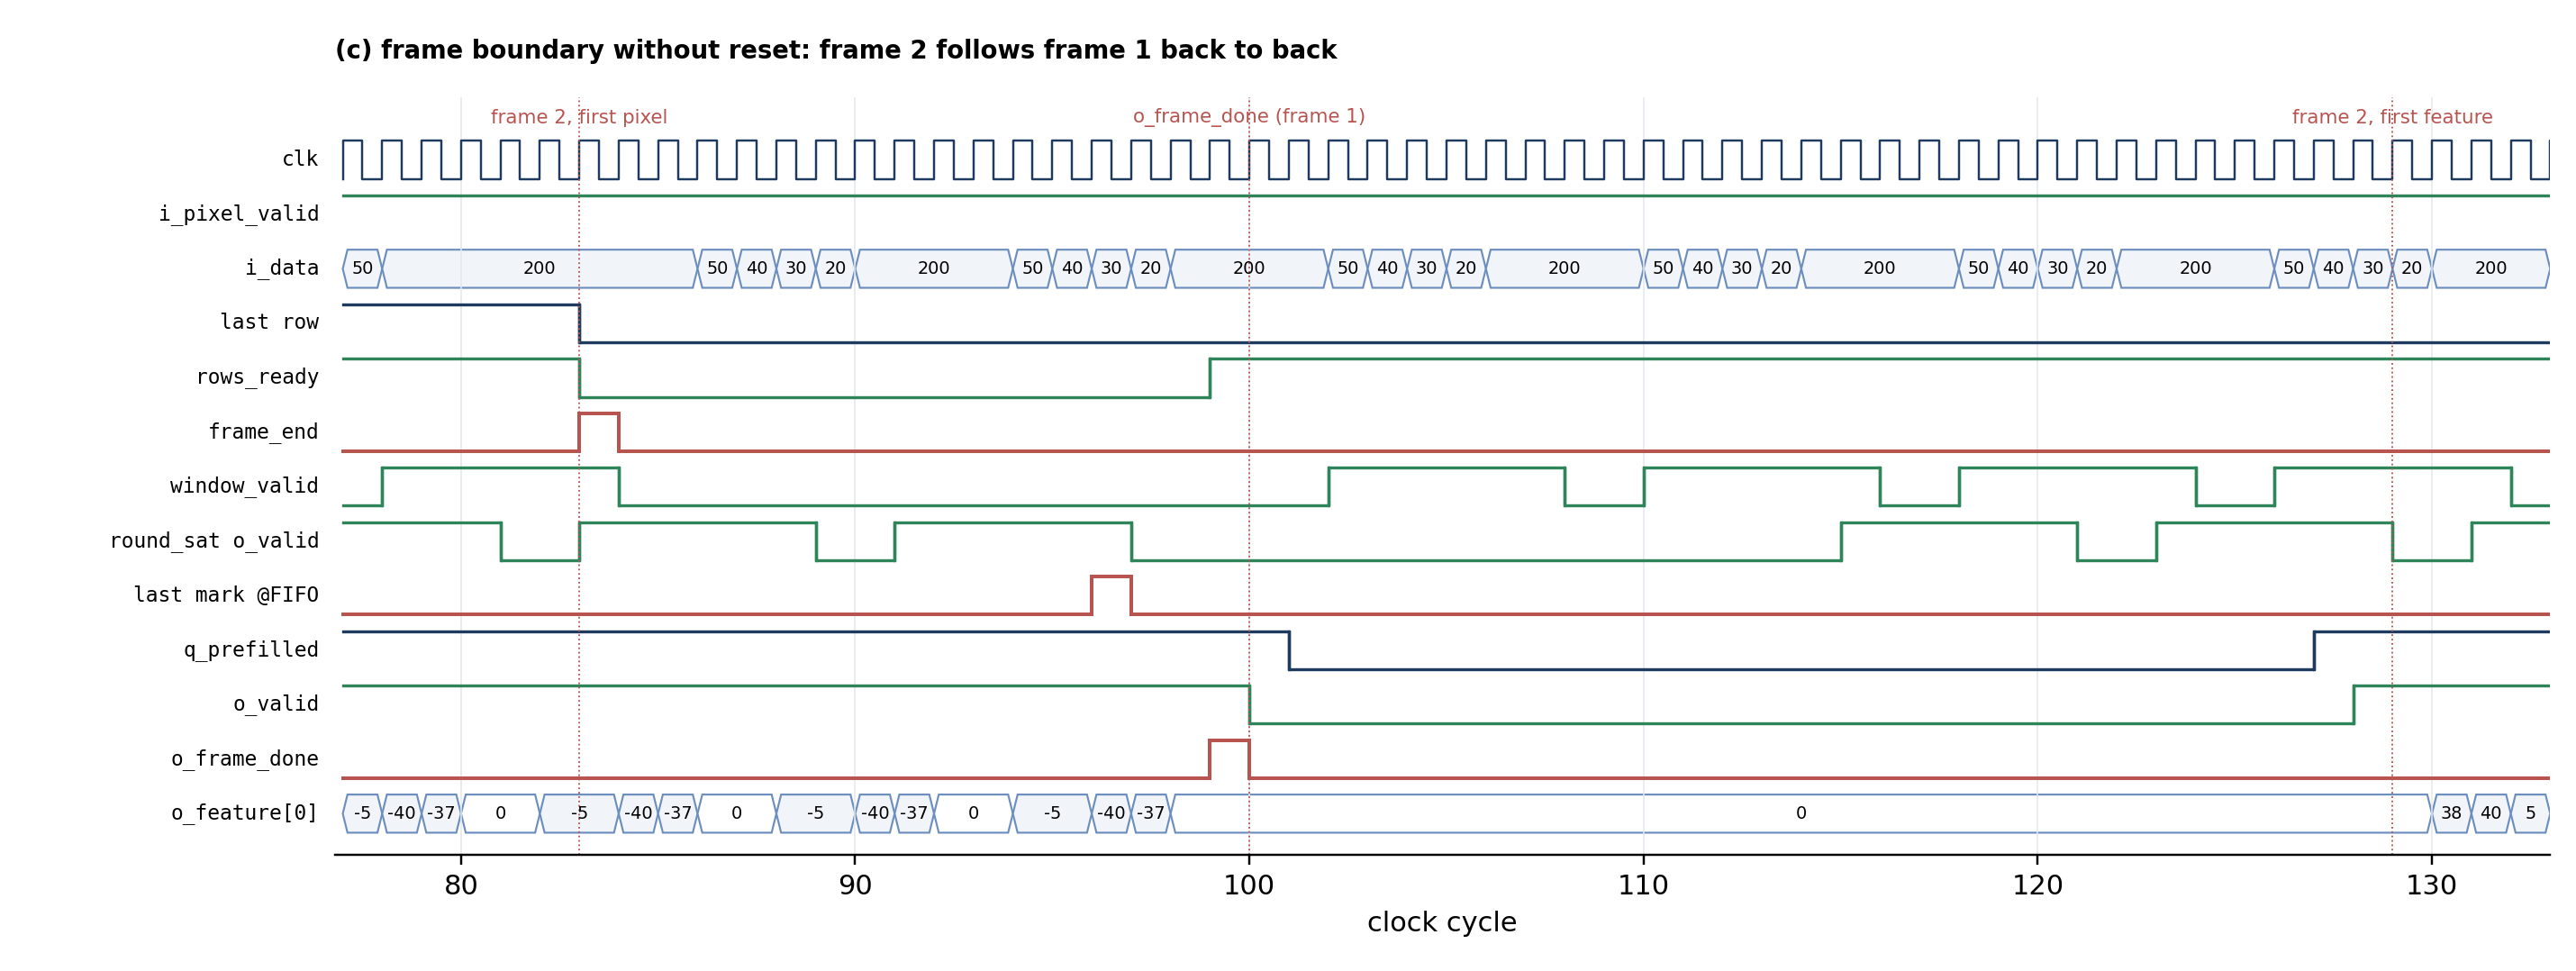 (c) frame boundary without reset: frame 2 follows frame 1 back to back
frame 2, first pixel o_frame_done (frame 1) frame 2, first feature
clk
i_pixel_valid
i_data 50 200 50 40 30 20 200 50 40 30 20 200 50 40 30 20 200 50 40 30 20 200 50 40 30 20 200 50 40 30 20 200
last row
rows_ready
frame_end
window_valid
round_sat o_valid
last mark @FIFO
q_prefilled
o_valid
o_frame_done
o_feature[0] -5 -40 -37 0 -5 -40 -37 0 -5 -40 -37 0 -5 -40 -37 0 38 40 5
80 90 100 110 120 130
clock cycle